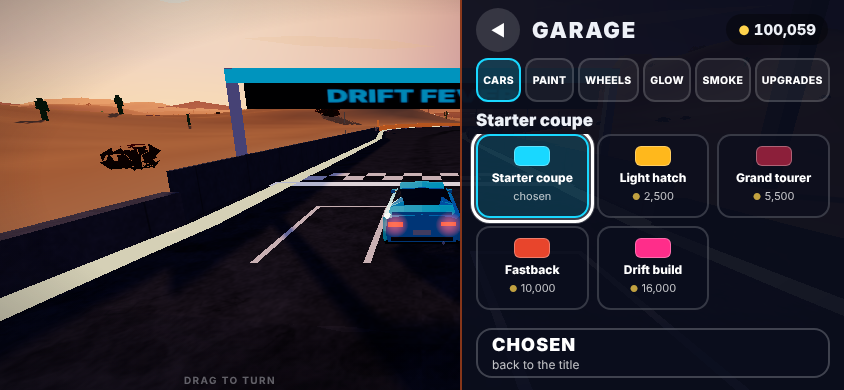 GARAGE
100,059
CARS
PAINT
WHEELS
GLOW
SMOKE
UPGRADES
Starter coupe
Starter coupe
chosen
Light hatch
2,500
Grand tourer
5,500
Fastback
10,000
Drift build
16,000
CHOSEN
back to the title
DRIFT
DRAG TO TURN